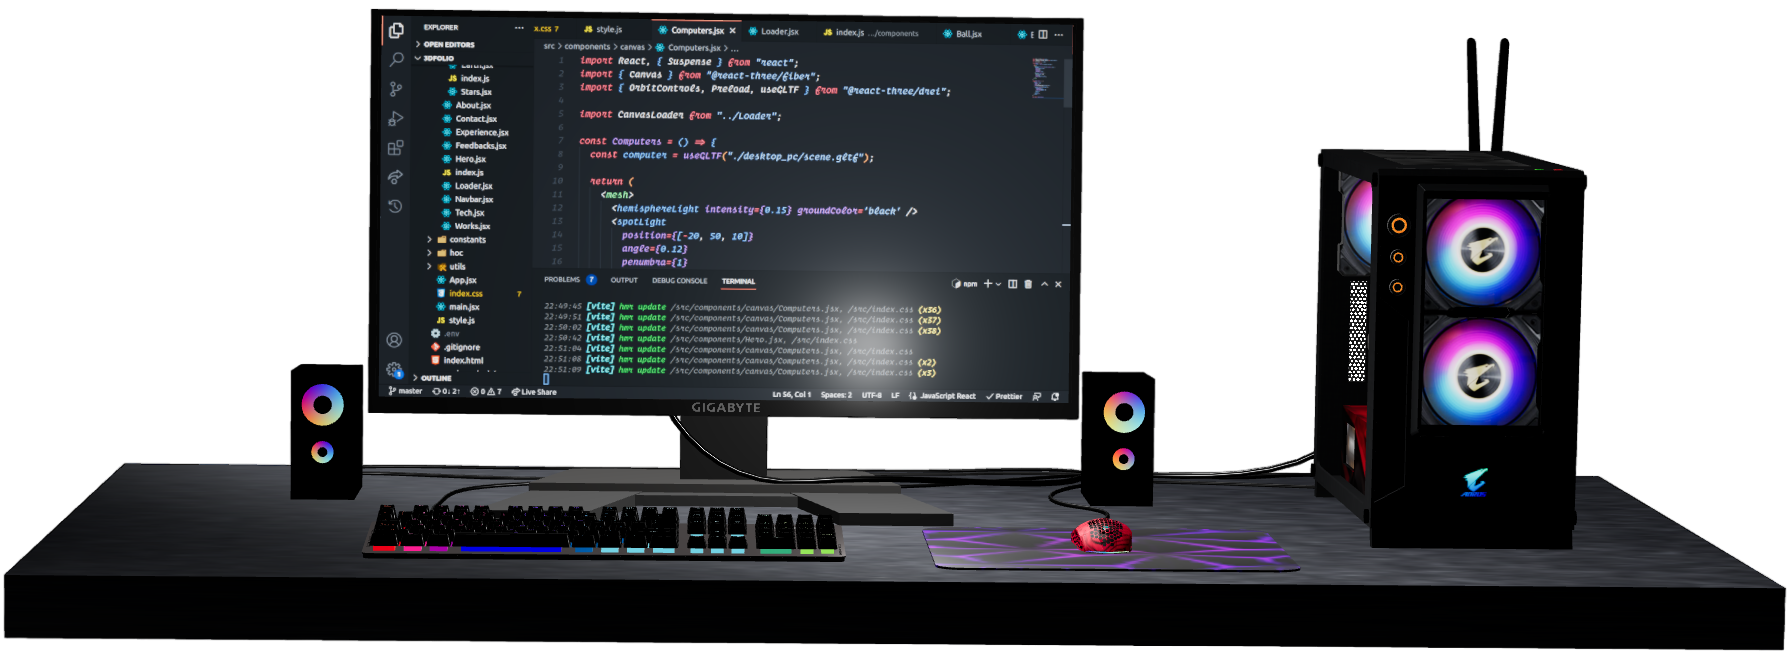 EXPLORER
OPEN EDITORS
3DFOLIO
Earth.jsx
index.js
Stars.jsx
About.jsx
Contact.jsx
Experience.jsx
Feedbacks.jsx
Hero.jsx
index.js
Loader.jsx
Navbar.jsx
Tech.jsx
Works.jsx
constants
hoc
utils
App.jsx
index.css 7
main.jsx
style.js
.env
.gitignore
index.html
OUTLINE
x.css 7 JS style.js Computers.jsx Loader.jsx JS index.js .../components Ball.jsx E
src > components > canvas > Computers.jsx > ...
1 import React, { Suspense } from "react";
2 import { Canvas } from "@react-three/fiber";
3 import { OrbitControls, Preload, useGLTF } from "@react-three/drei";
4
5 import CanvasLoader from "../Loader";
6
7 const Computers = () => {
8 const computer = useGLTF("./desktop_pc/scene.gltf");
9
10 return (
11 <mesh>
12 <hemisphereLight intensity={0.15} groundColor='black' />
13 <spotLight
14 position={[-20, 50, 10]}
15 angle={0.12}
16 penumbra={1}
PROBLEMS 7 OUTPUT DEBUG CONSOLE TERMINAL npm
22:49:45 [vite] hmr update /src/components/canvas/Computers.jsx, /src/index.css (x36)
22:49:51 [vite] hmr update /src/components/canvas/Computers.jsx, /src/index.css (x37)
22:50:02 [vite] hmr update /src/components/canvas/Computers.jsx, /src/index.css (x38)
22:50:42 [vite] hmr update /src/components/Hero.jsx, /src/index.css
22:51:04 [vite] hmr update /src/components/canvas/Computers.jsx, /src/index.css
22:51:08 [vite] hmr update /src/components/canvas/Computers.jsx, /src/index.css (x2)
22:51:09 [vite] hmr update /src/components/canvas/Computers.jsx, /src/index.css (x3)
master 0↓ 2↑ 0 7 Live Share Ln 56, Col 1 Spaces: 2 UTF-8 LF JavaScript React Prettier
GIGABYTE